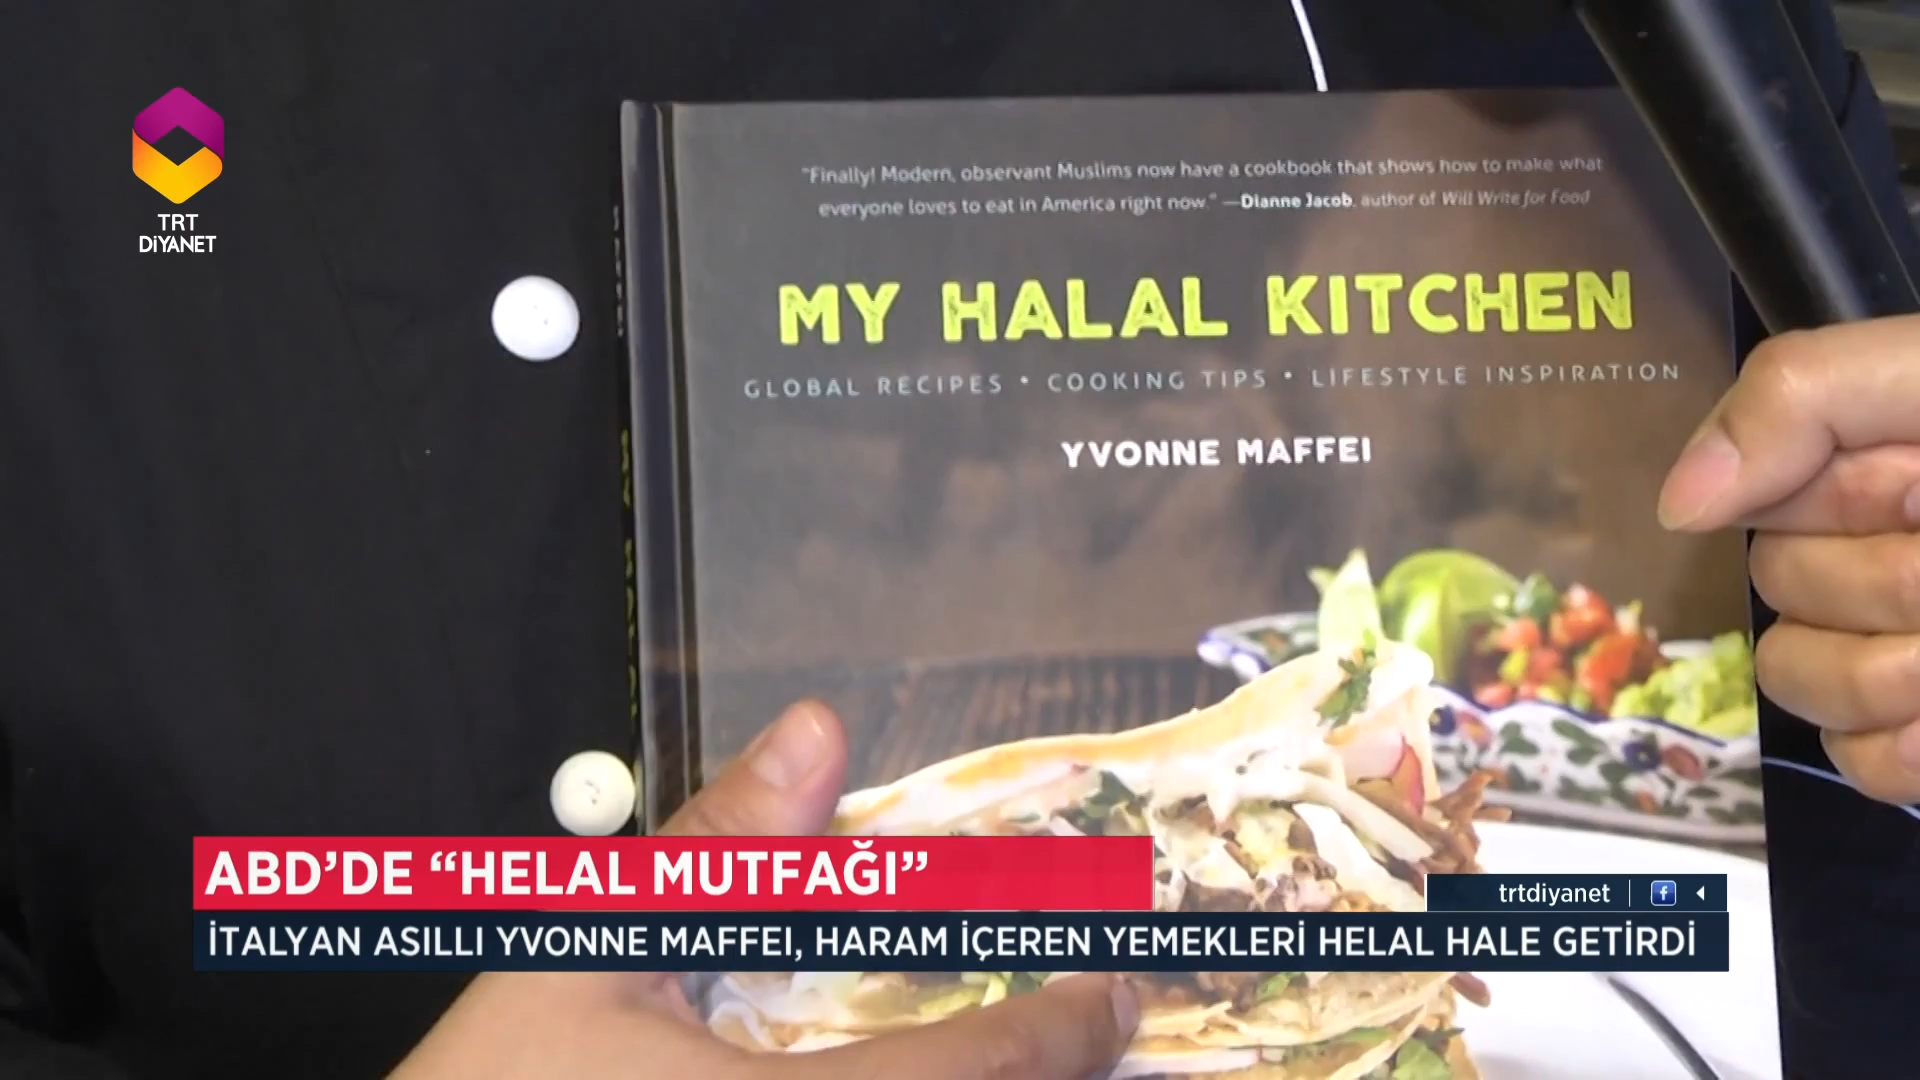 TRT
DİYANET
"Finally! Modern, observant Muslims now have a cookbook that shows how to make what
everyone loves to eat in America right now." —Dianne Jacob, author of Will Write for Food
MY HALAL KITCHEN
GLOBAL RECIPES • COOKING TIPS • LIFESTYLE INSPIRATION
YVONNE MAFFEI
ABD'DE “HELAL MUTFAĞI”
trtdiyanet
İTALYAN ASILLI YVONNE MAFFEI, HARAM İÇEREN YEMEKLERİ HELAL HALE GETİRDİ